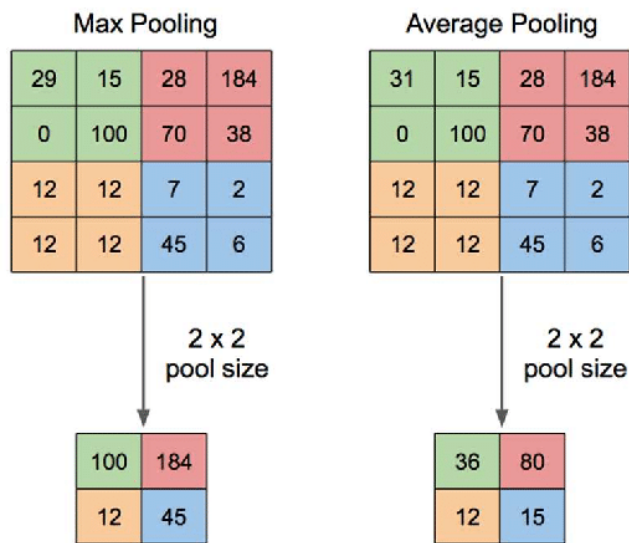 Max Pooling
29 15 28 184
0 100 70 38
12 12 7 2
12 12 45 6
2 x 2
pool size
100 184
12 45
Average Pooling
31 15 28 184
0 100 70 38
12 12 7 2
12 12 45 6
2 x 2
pool size
36 80
12 15